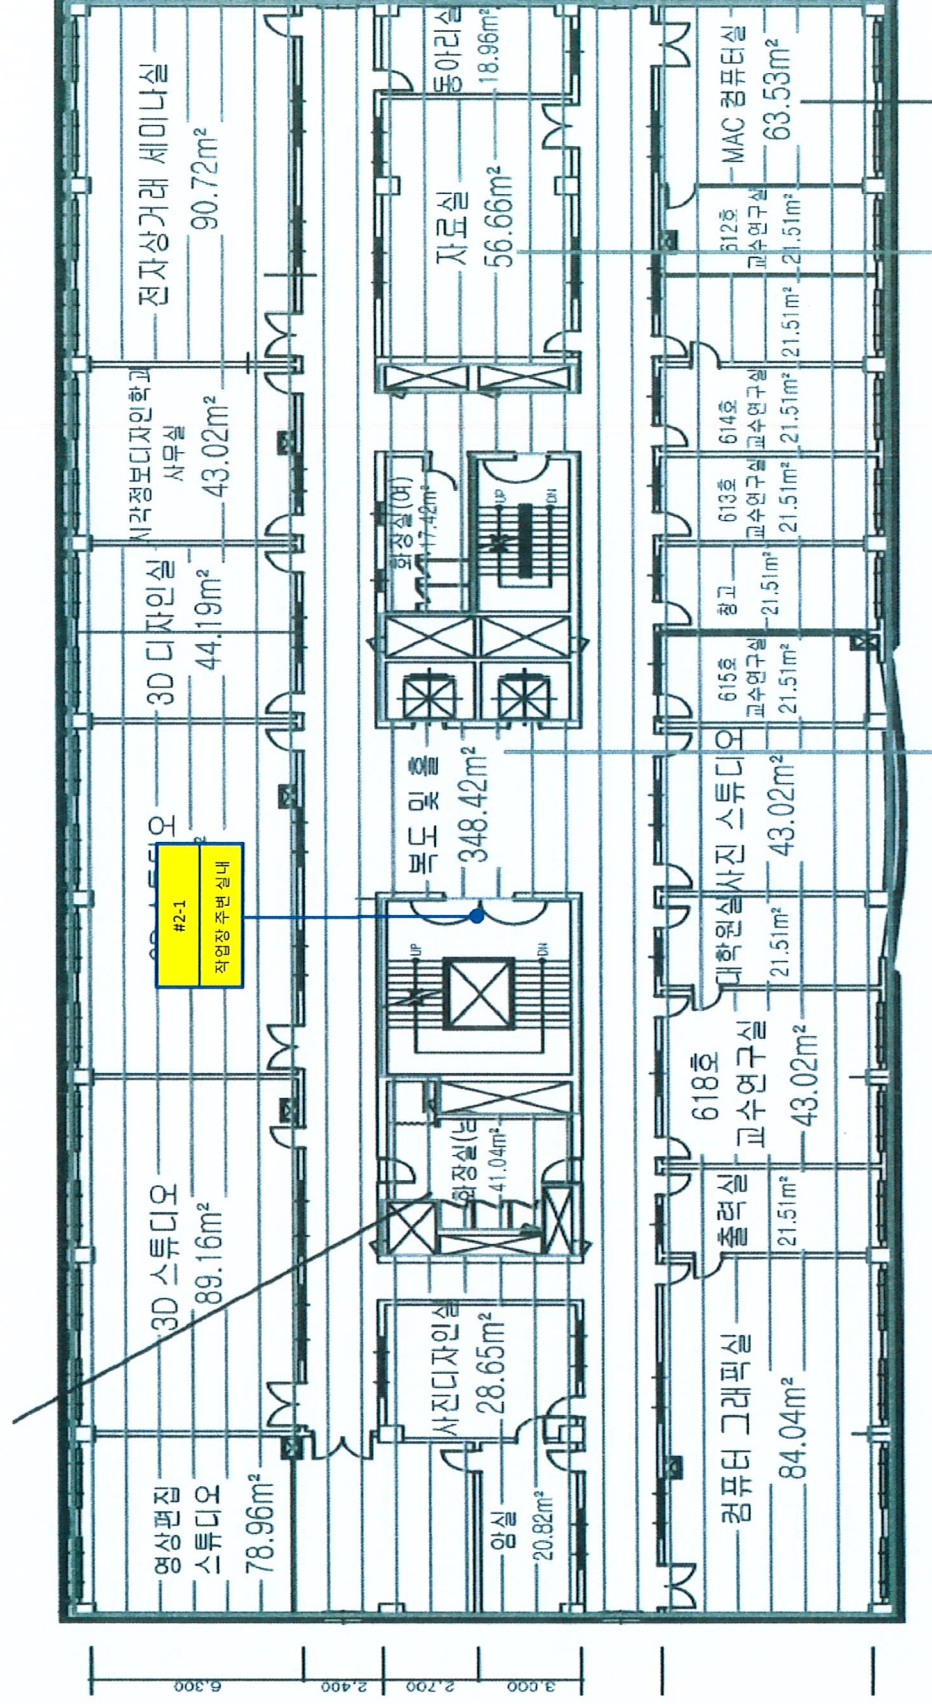 전자상거래 세미나실
90.72m²
시각정보디자인학과
사무실
43.02m²
3D 디자인실
44.19m²
#2-1
작업장 주변 실내
3D 스튜디오
89.16m²
영상편집
스튜디오
78.96m²
동아리실
18.96m²
자료실
56.66m²
화장실(여)
17.42m²
UP
DN
복도 및 홀
348.42m²
UP
DN
화장실(남
41.04m²
사진디자인실
28.65m²
암실
20.82m²
MAC 컴퓨터실
63.53m²
612호
교수연구실
21.51m²
21.51m²
614호
교수연구실
21.51m²
613호
교수연구실
21.51m²
창고
21.51m²
615호
교수연구실
21.51m²
사진 스튜디오
43.02m²
대학원실
21.51m²
618호
교수연구실
43.02m²
출력실
21.51m²
컴퓨터 그래픽실
84.04m²
6,300
2,400
2,700
3,000